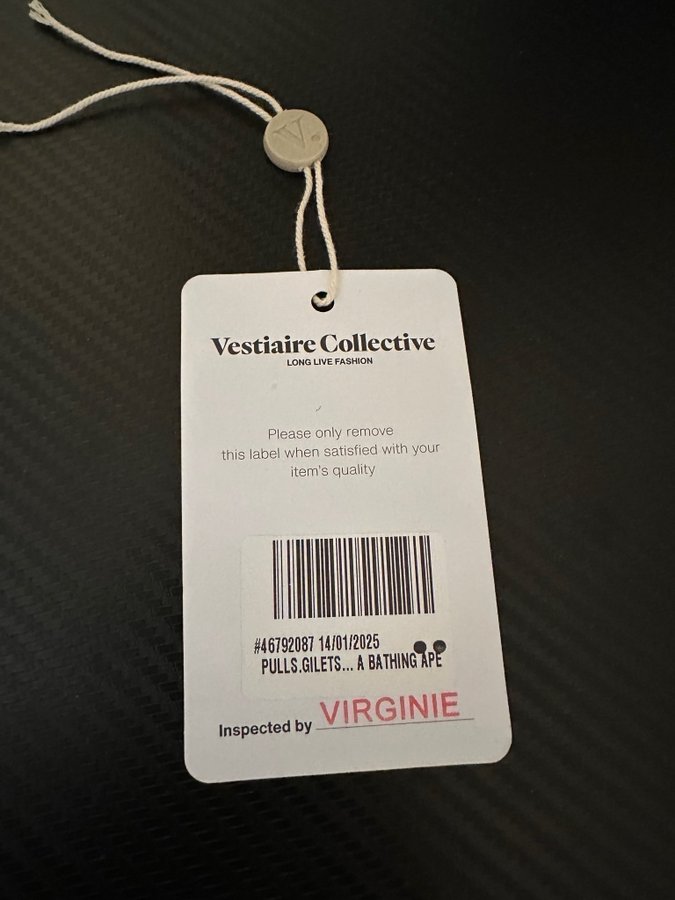 V.
Vestiaire Collective
LONG LIVE FASHION
Please only remove
this label when satisfied with your
item's quality
#46792087 14/01/2025
PULLS.GILETS... A BATHING APE
Inspected by VIRGINIE